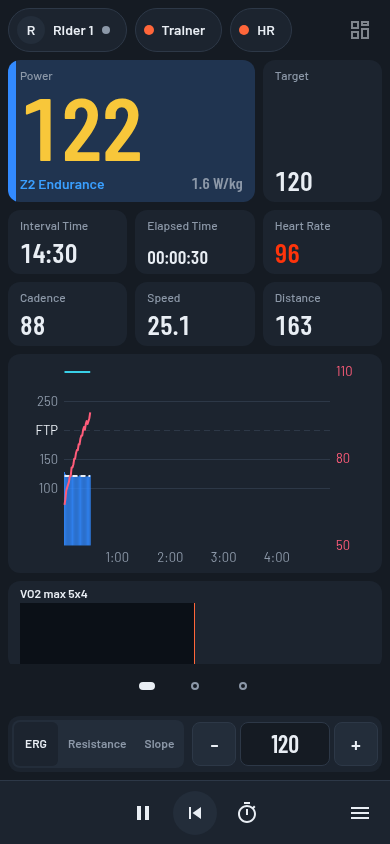 R Rider 1 Trainer HR
Power
122
Z2 Endurance 1.6 W/kg
Target
120
Interval Time
14:30
Elapsed Time
00:00:30
Heart Rate
96
Cadence
88
Speed
25.1
Distance
163
110
250
FTP
150 80
100
50
1:00 2:00 3:00 4:00
VO2 max 5x4
ERG Resistance Slope - 120 +